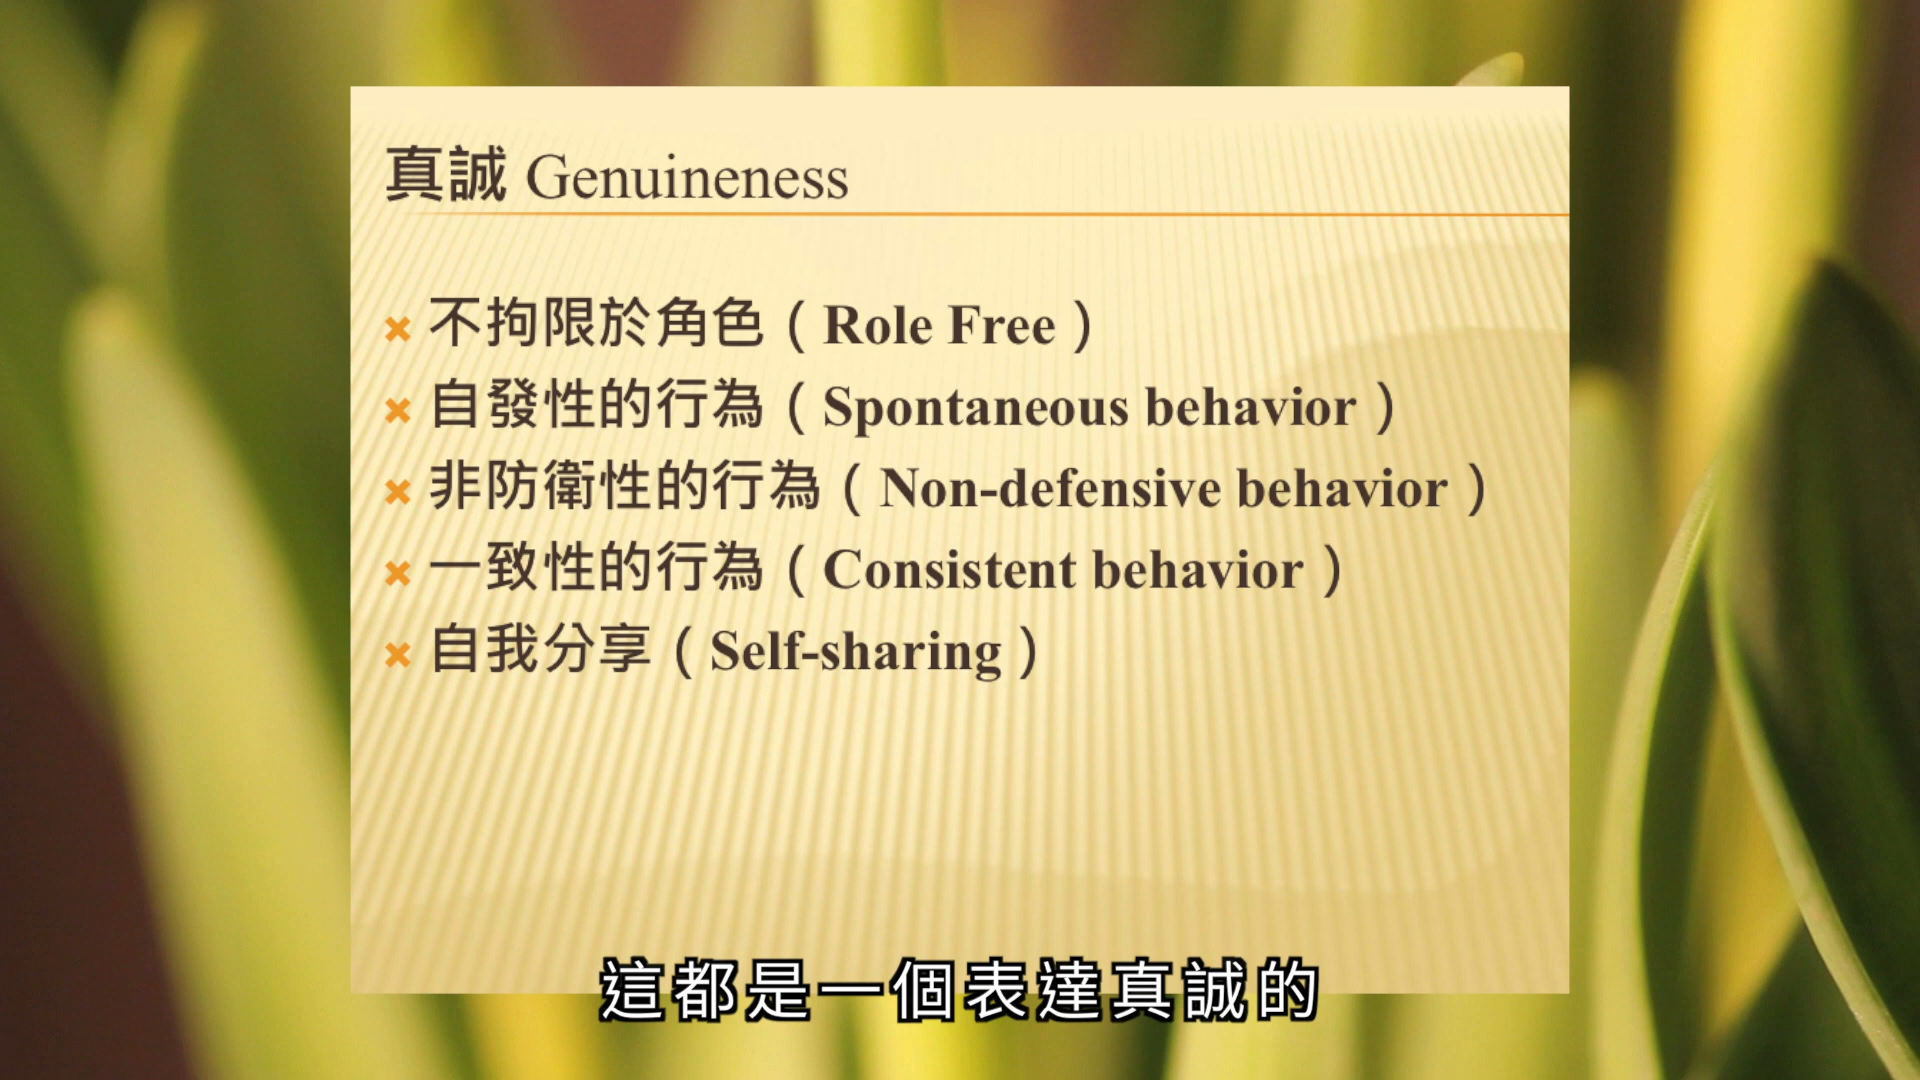 真誠 Genuineness
不拘限於角色（Role Free）
自發性的行為（Spontaneous behavior）
非防衛性的行為（Non-defensive behavior）
一致性的行為（Consistent behavior）
自我分享（Self-sharing）
這都是一個表達真誠的